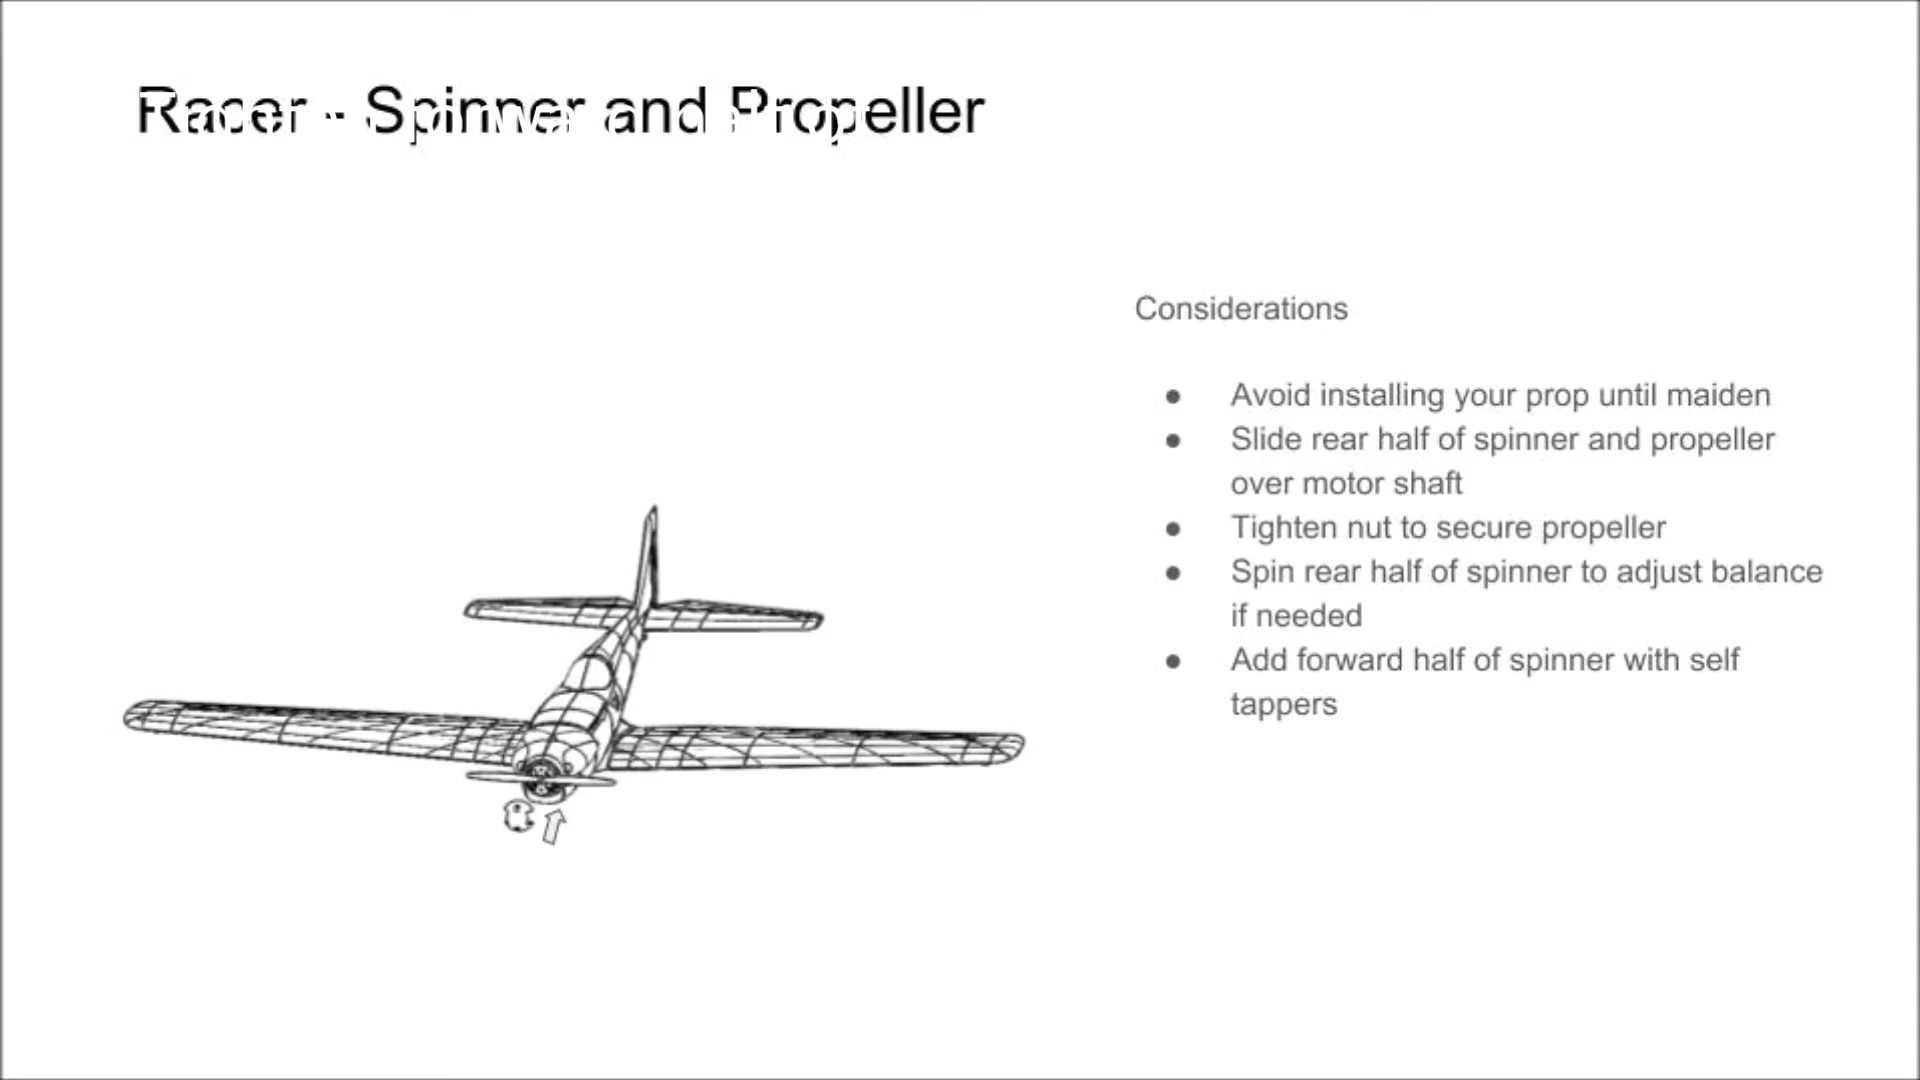 Racer - Spinner and Propeller
Considerations
● Avoid installing your prop until maiden
● Slide rear half of spinner and propeller
over motor shaft
● Tighten nut to secure propeller
● Spin rear half of spinner to adjust balance
if needed
● Add forward half of spinner with self
tappers